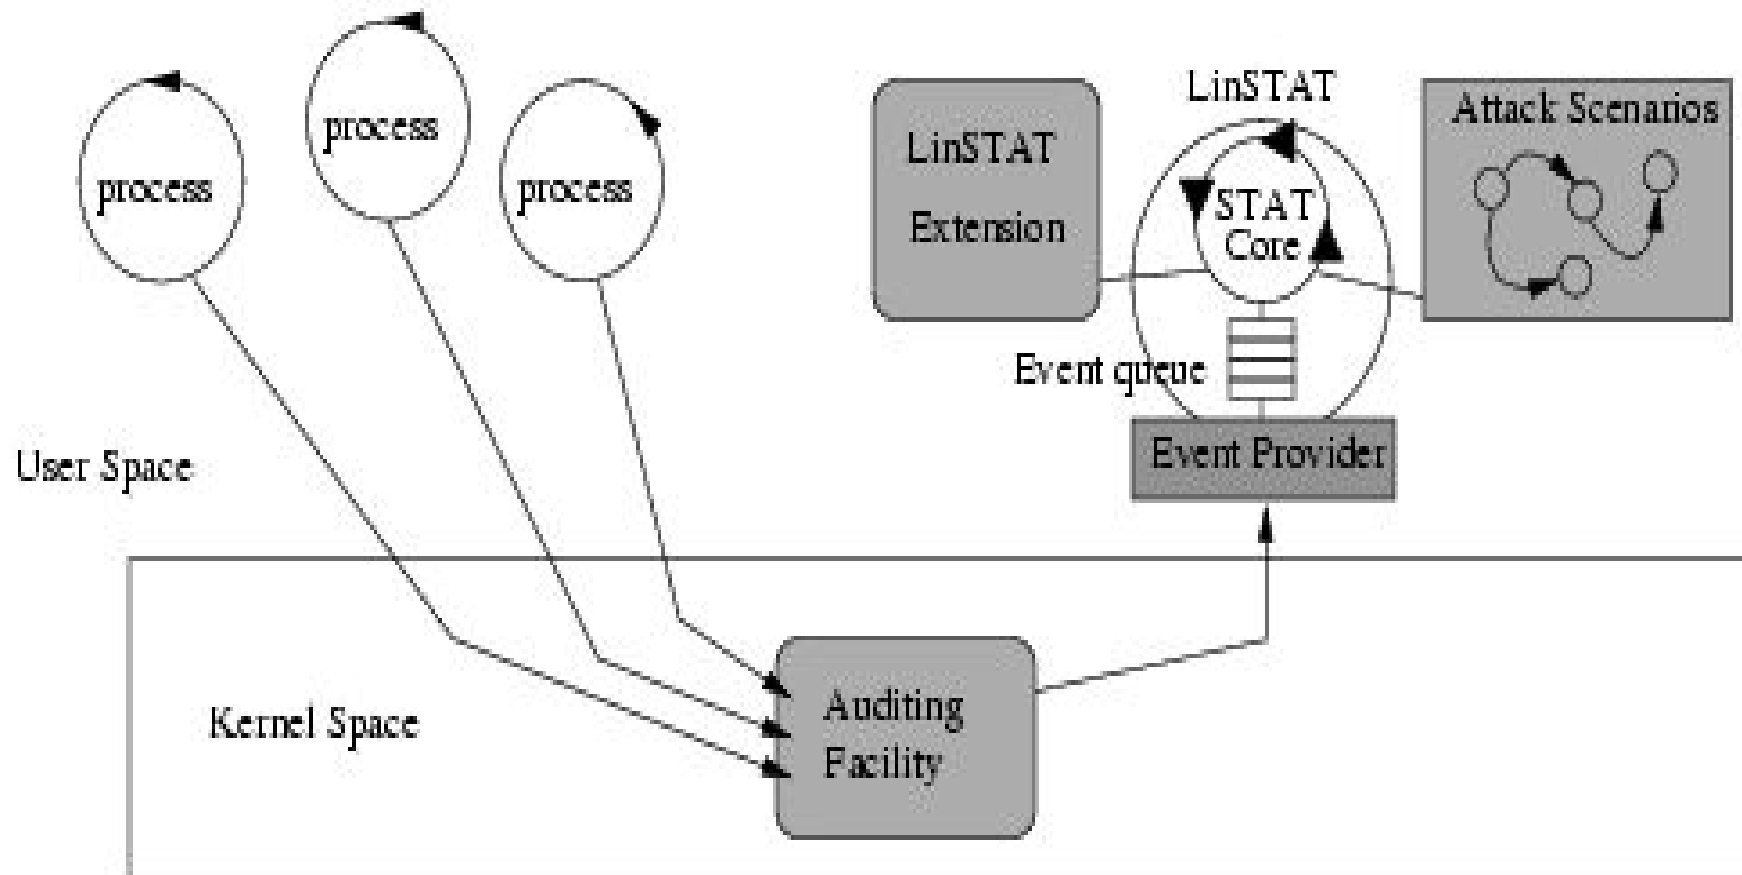 process
process
process
LinSTAT
Extension
LinSTAT
STAT
Core
Attack Scenarios
Event queue
Event Provider
User Space
Kernel Space
Auditing
Facility